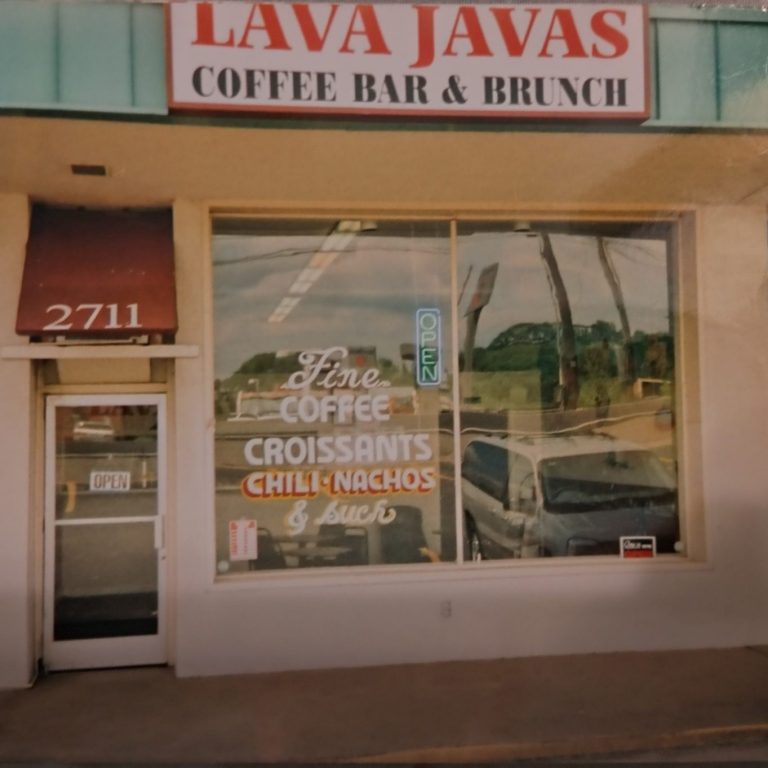 LAVA JAVAS
COFFEE BAR & BRUNCH
2711
OPEN
Fine
COFFEE
CROISSANTS
CHILI·NACHOS
& such
OPEN